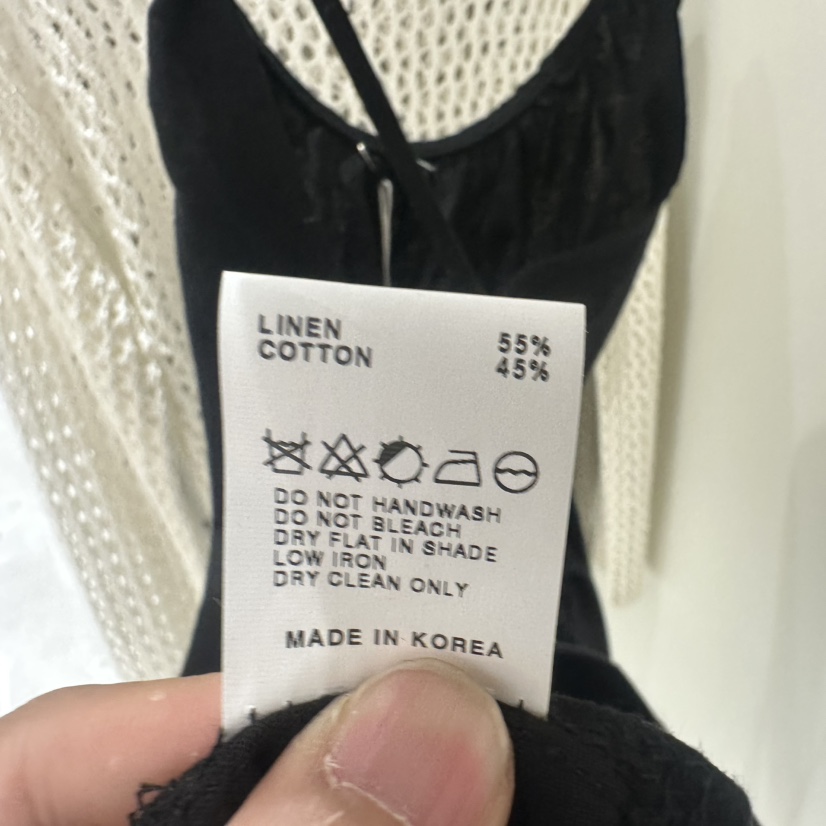 LINEN 55%
COTTON 45%
DO NOT HANDWASH
DO NOT BLEACH
DRY FLAT IN SHADE
LOW IRON
DRY CLEAN ONLY
MADE IN KOREA